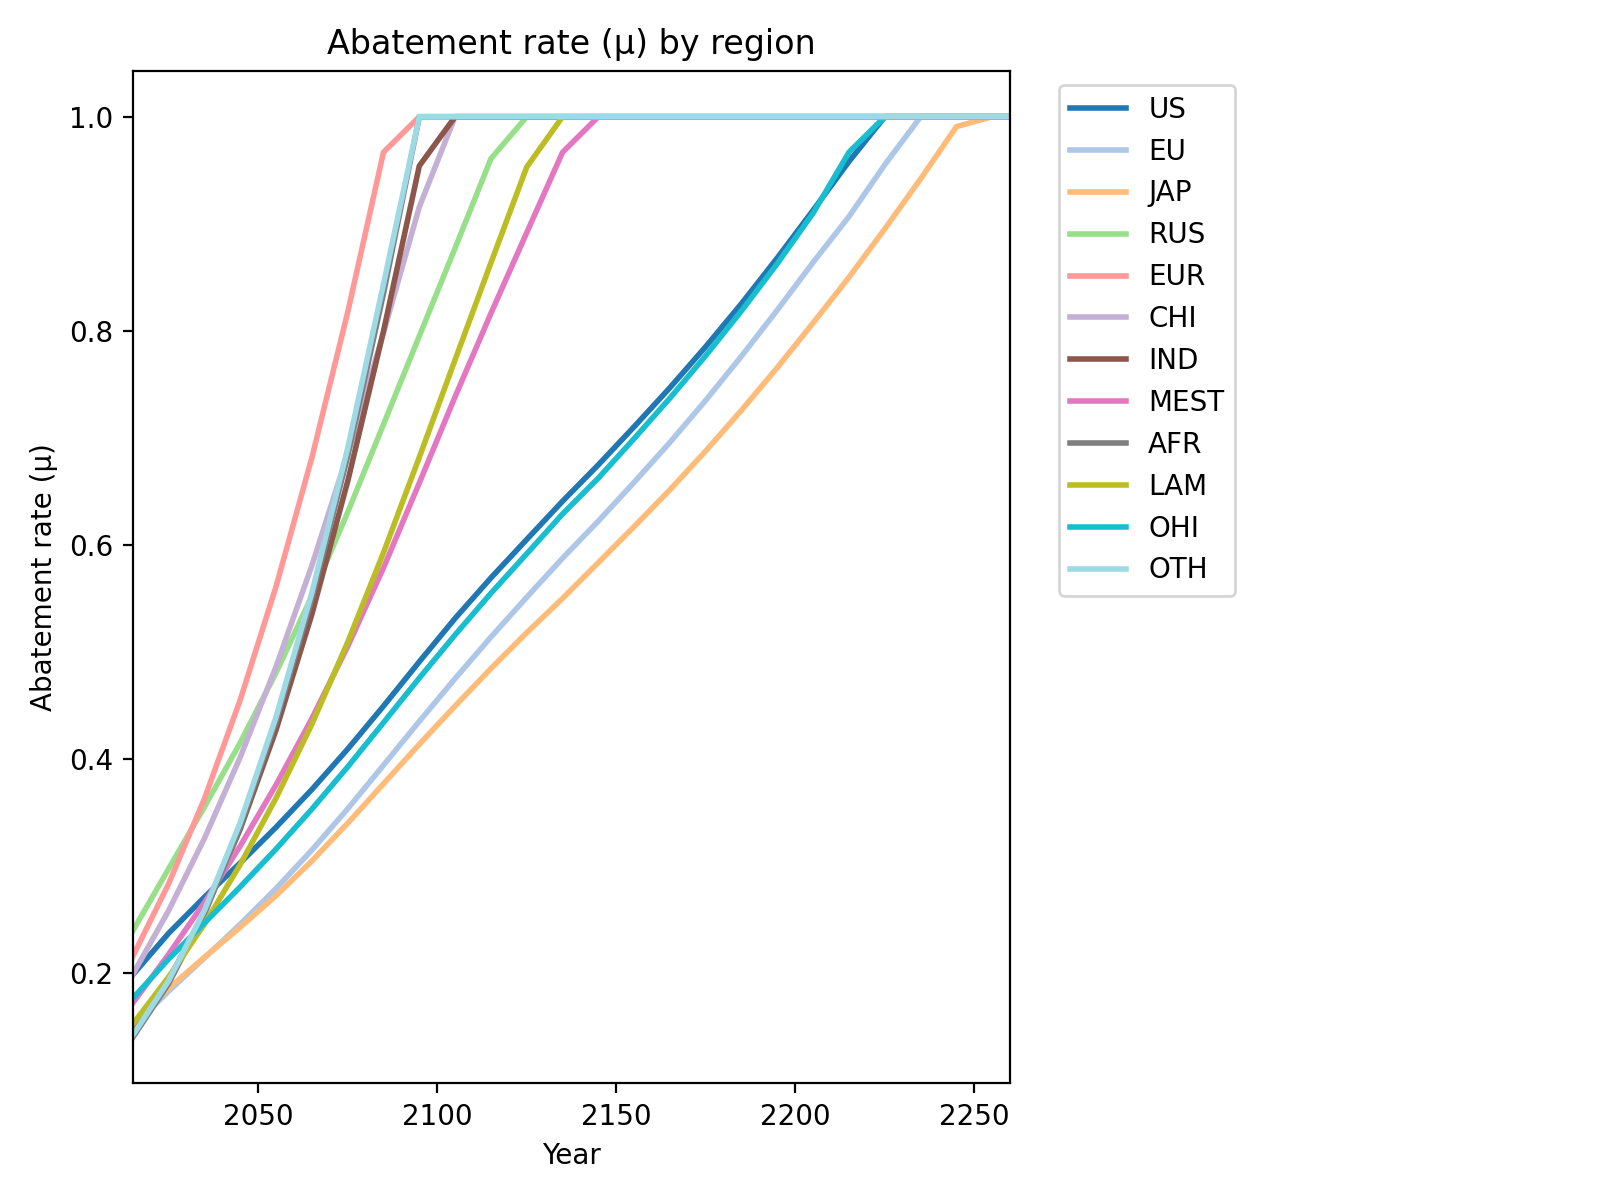 Abatement rate (μ) by region
Abatement rate (μ)
1.0
0.8
0.6
0.4
0.2
2050
2100
2150
2200
2250
Year
US
EU
JAP
RUS
EUR
CHI
IND
MEST
AFR
LAM
OHI
OTH